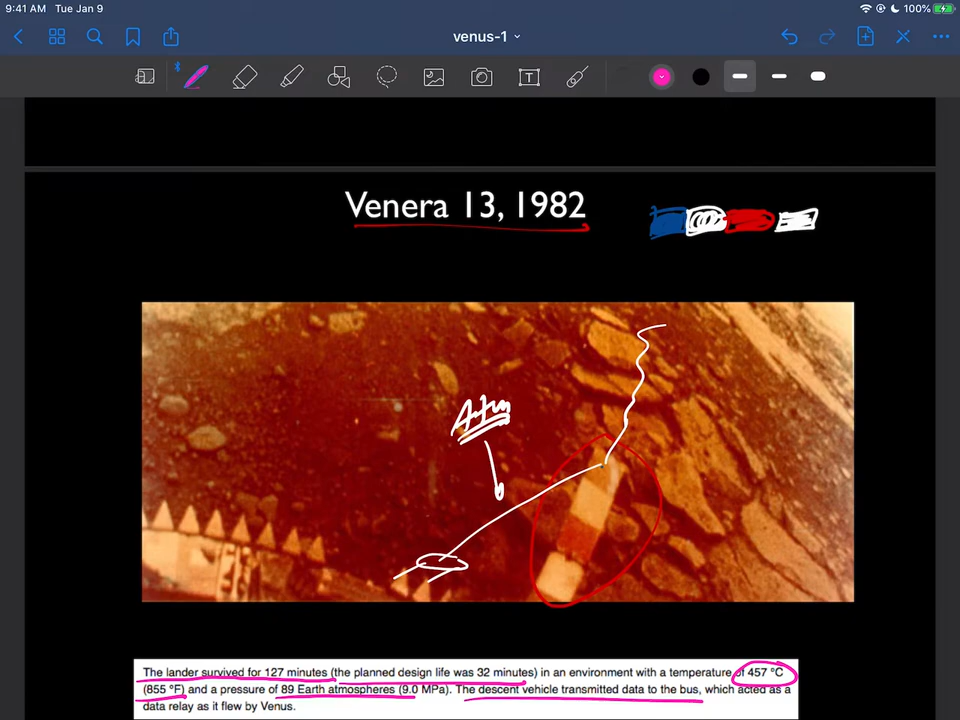 9:41 AM Tue Jan 9
100%
venus-1
T
Venera 13, 1982
Atm
The lander survived for 127 minutes (the planned design life was 32 minutes) in an environment with a temperature of 457 °C
(855 °F) and a pressure of 89 Earth atmospheres (9.0 MPa). The descent vehicle transmitted data to the bus, which acted as a
data relay as it flew by Venus.